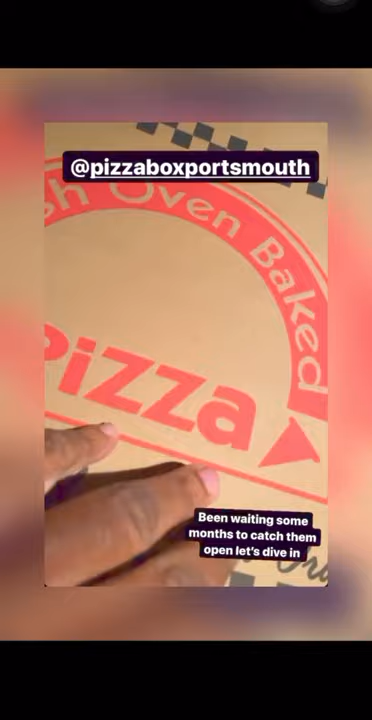 @pizzaboxportsmouth
sh Oven Baked
Pizza
Been waiting some
months to catch them
open let's dive in